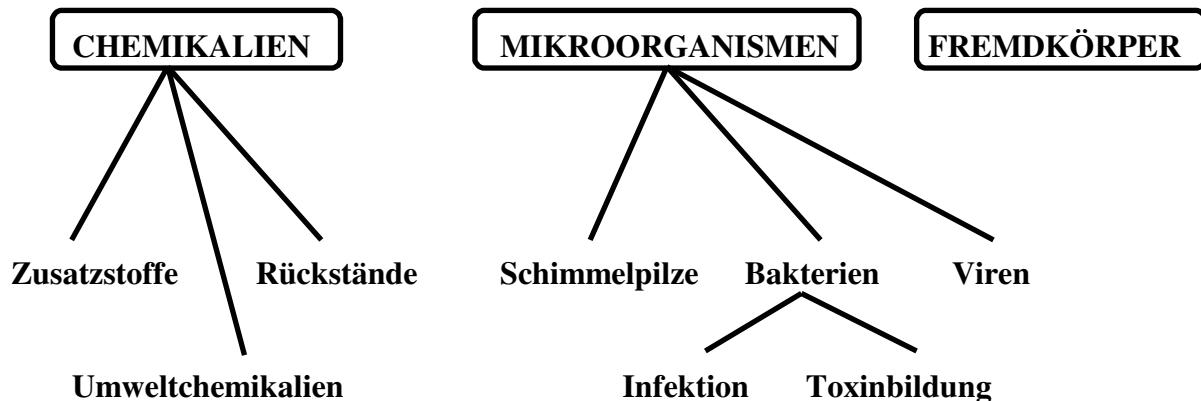 CHEMIKALIEN MIKROORGANISMEN FREMDKÖRPER
Zusatzstoffe Rückstände Schimmelpilze Bakterien Viren
Umweltchemikalien Infektion Toxinbildung